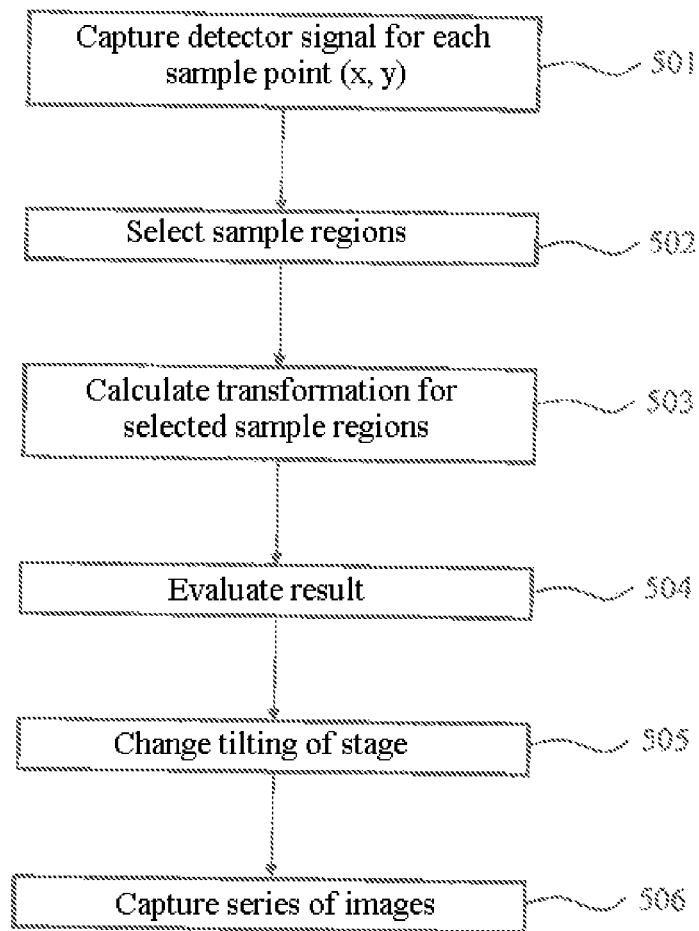 Capture detector signal for each
sample point (x, y)
501
Select sample regions
502
Calculate transformation for
selected sample regions
503
Evaluate result
504
Change tilting of stage
505
Capture series of images
506